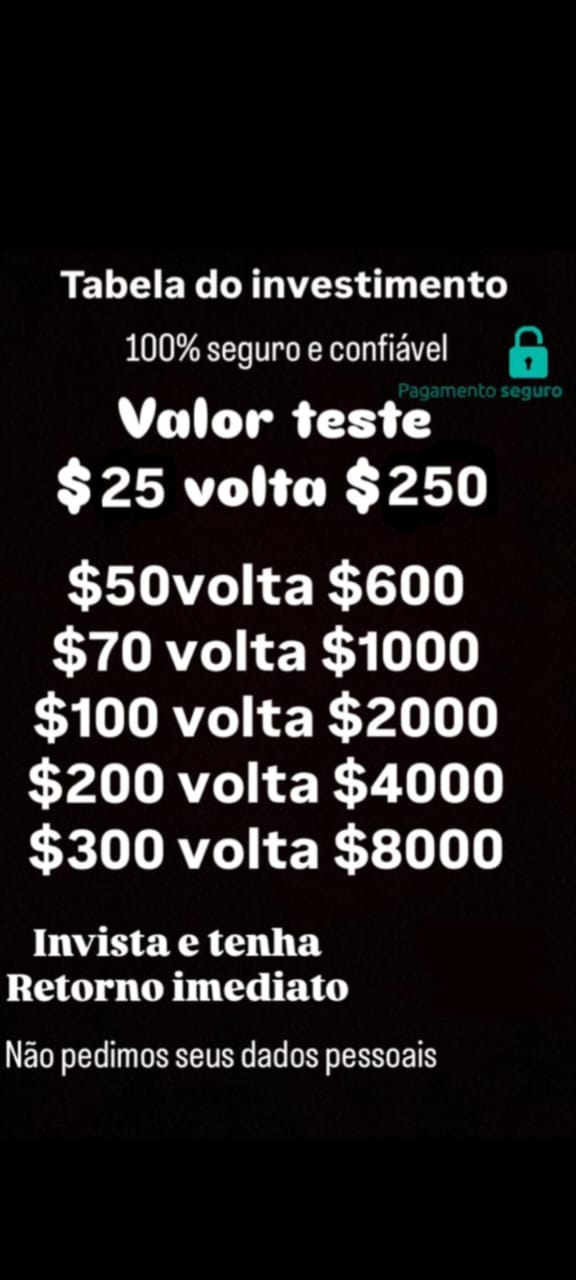 Tabela do investimento
100% seguro e confiável
Pagamento seguro
Valor teste
$25 volta $250
$50volta $600
$70 volta $1000
$100 volta $2000
$200 volta $4000
$300 volta $8000
Invista e tenha
Retorno imediato
Não pedimos seus dados pessoais